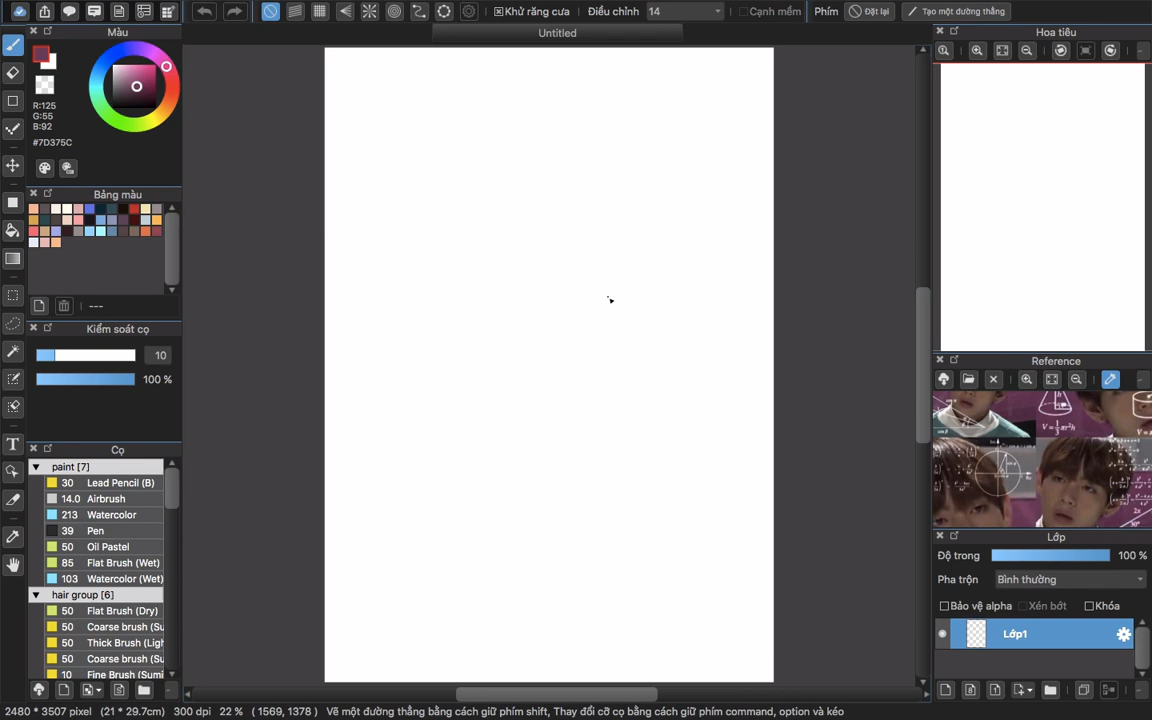 Khử răng cưa
Điều chỉnh
14
Cạnh mềm
Phím
Đặt lại
Tạo một đường thẳng
Màu
Untitled
Hoa tiêu
R:125
G:55
B:92
#7D375C
Bảng màu
---
Kiểm soát cọ
10
100 %
Reference
Cọ
paint [7]
30 Lead Pencil (B)
14.0 Airbrush
213 Watercolor
39 Pen
50 Oil Pastel
85 Flat Brush (Wet)
103 Watercolor (Wet)
hair group [6]
50 Flat Brush (Dry)
50 Coarse brush (Su
50 Thick Brush (Ligh
50 Coarse brush (Su
10 Fine Brush (Sumi
Lớp
Độ trong
100 %
Pha trộn
Bình thường
Bảo vệ alpha
Xén bớt
Khóa
Lớp1
2480 * 3507 pixel (21 * 29.7cm) 300 dpi 22 % ( 1569, 1378 ) Vẽ một đường thẳng bằng cách giữ phím shift, Thay đổi cỡ cọ bằng cách giữ phím command, option và kéo